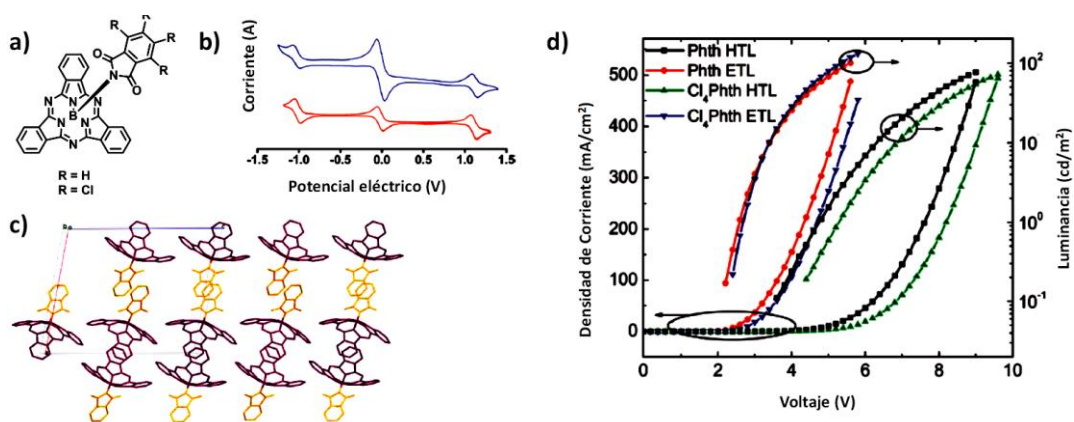 a)
R
R
R
R
O
O
N
N
N
N
B
N
N
N
N
R = H
R = Cl
b)
Corriente (A)
-1.5
-1.0
-0.5
0.0
0.5
1.0
1.5
Potencial eléctrico (V)
c)
d)
Phth HTL
Phth ETL
Cl₄Phth HTL
Cl₄Phth ETL
Densidad de Corriente (mA/cm²)
500
400
300
200
100
0
0
2
4
6
8
10
Voltaje (V)
10²
10¹
10⁰
10⁻¹
Luminancia (cd/m²)